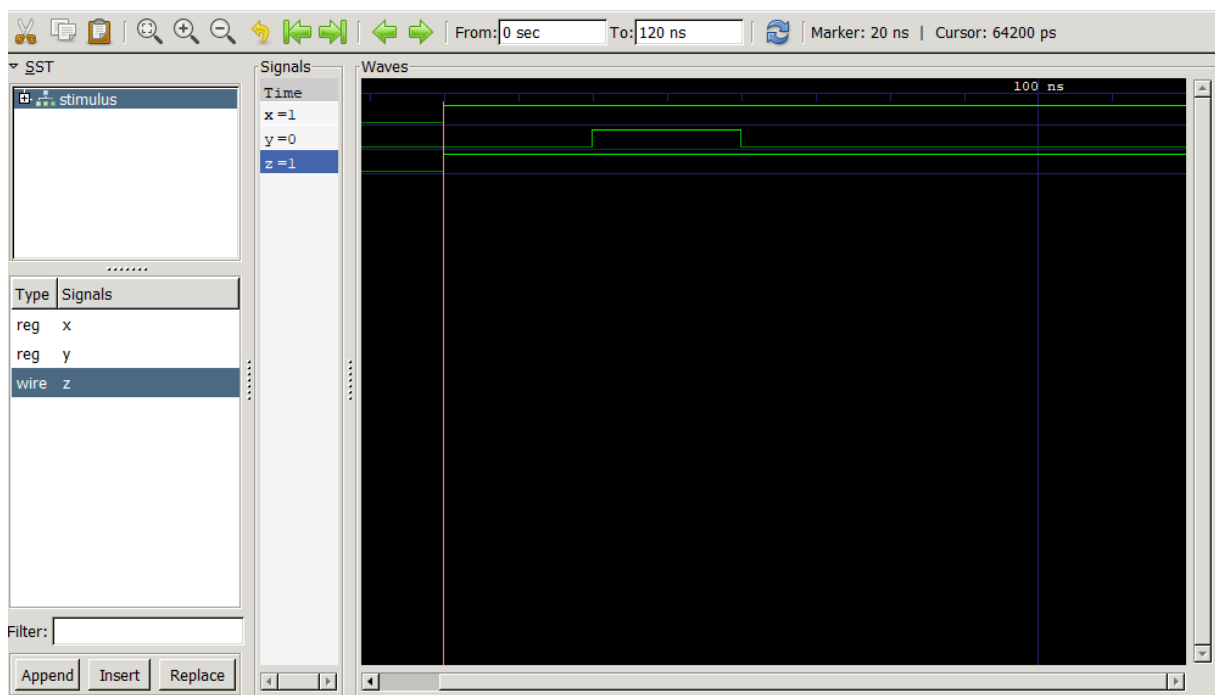 From: 0 sec To: 120 ns Marker: 20 ns | Cursor: 64200 ps
SST
stimulus
Type Signals
reg x
reg y
wire z
Filter:
Append Insert Replace
Signals
Time
x =1
y =0
z =1
Waves
100 ns